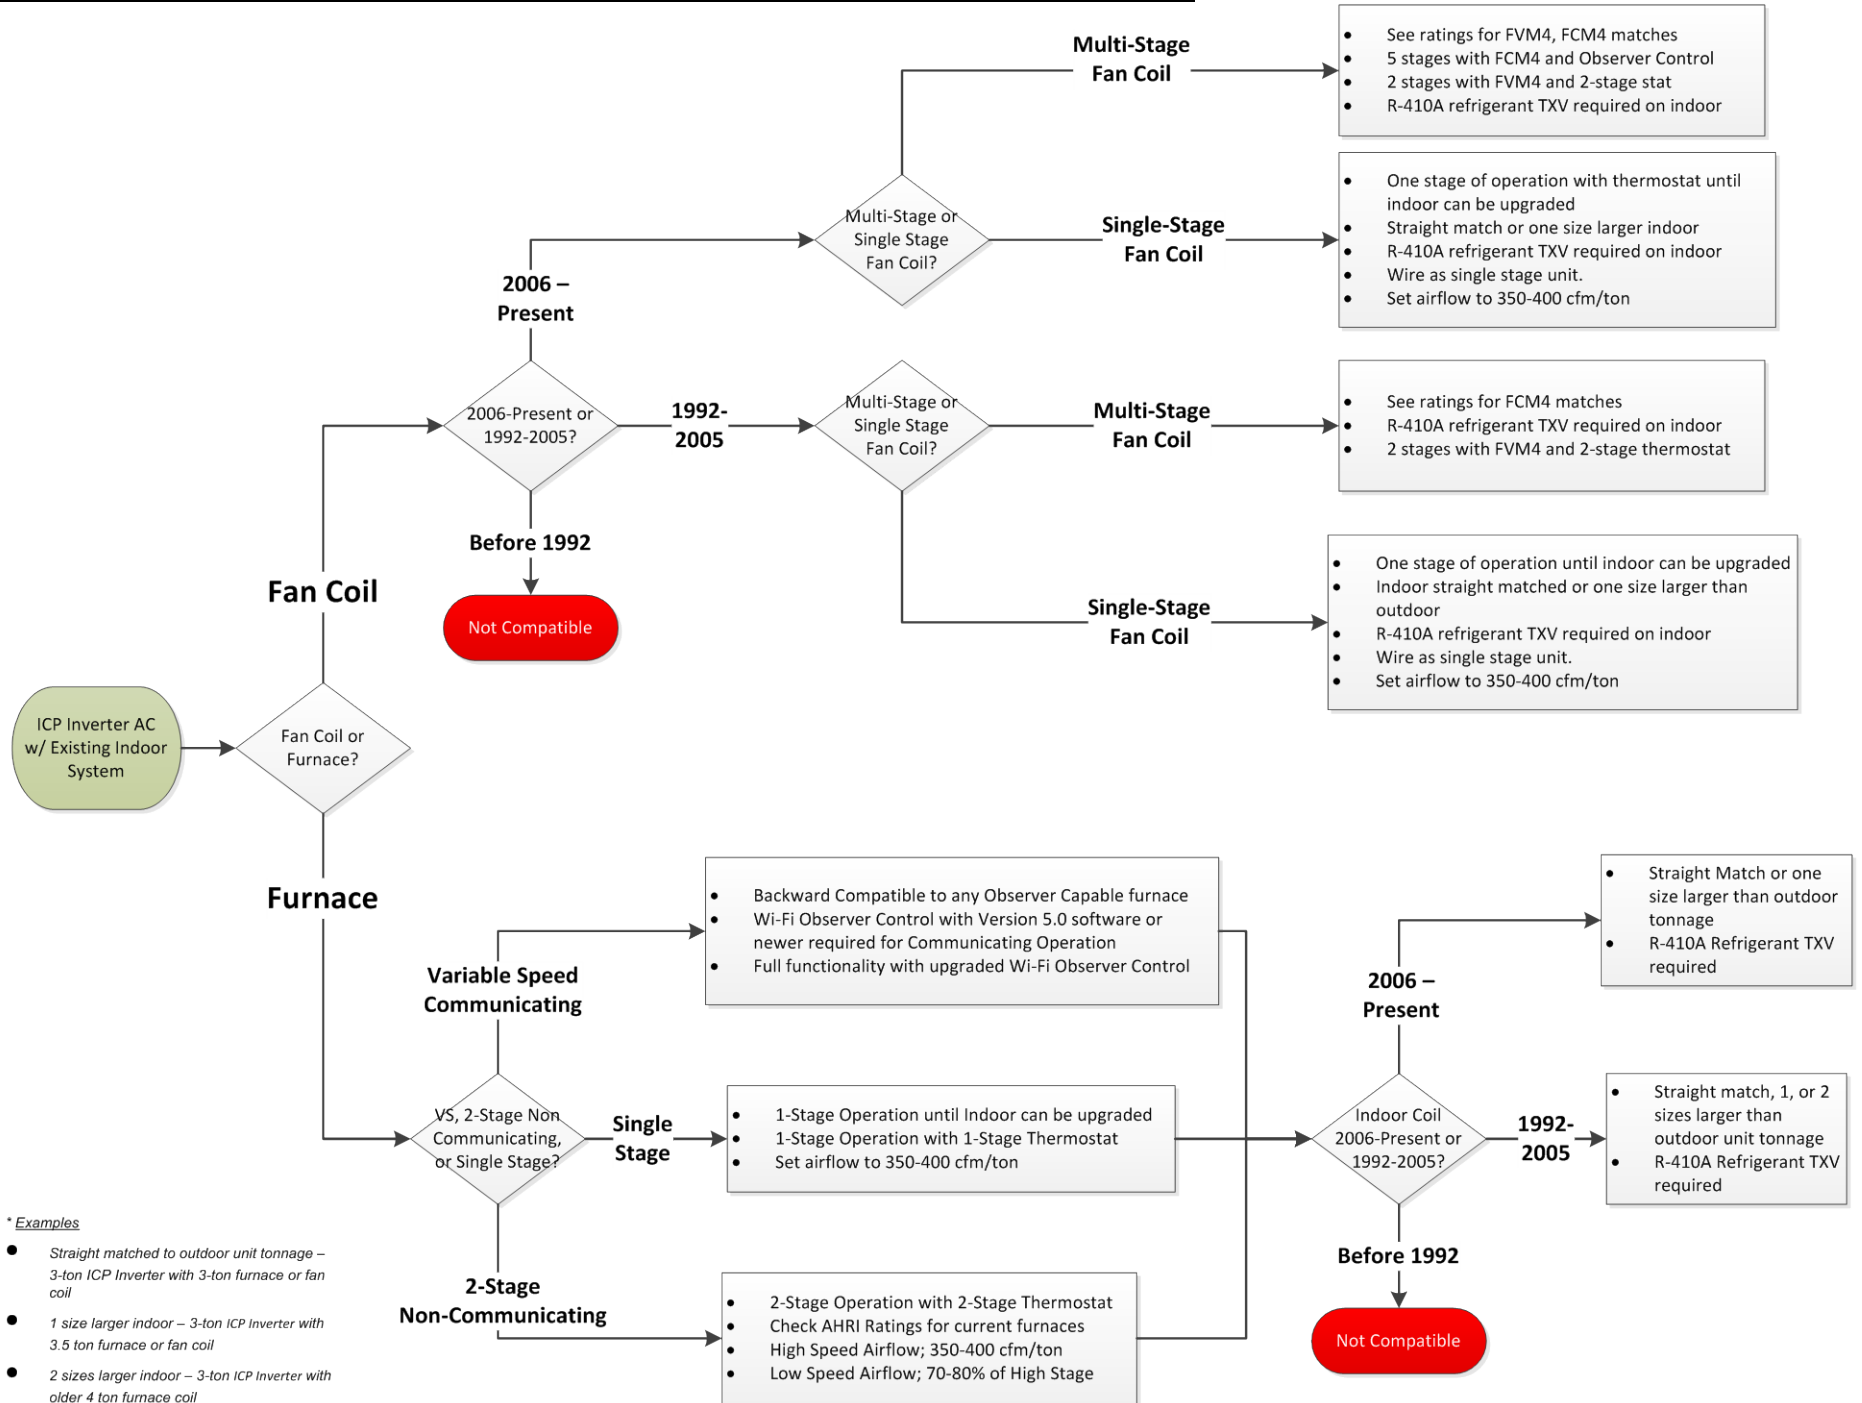 Multi-Stage
Fan Coil
• See ratings for FVM4, FCM4 matches
• 5 stages with FCM4 and Observer Control
• 2 stages with FVM4 and 2-stage stat
• R-410A refrigerant TXV required on indoor
Multi-Stage or
Single Stage
Fan Coil?
Single-Stage
Fan Coil
• One stage of operation with thermostat until
indoor can be upgraded
• Straight match or one size larger indoor
• R-410A refrigerant TXV required on indoor
• Wire as single stage unit.
• Set airflow to 350-400 cfm/ton
2006 –
Present
2006-Present or
1992-2005?
1992-
2005
Multi-Stage or
Single Stage
Fan Coil?
Multi-Stage
Fan Coil
• See ratings for FCM4 matches
• R-410A refrigerant TXV required on indoor
• 2 stages with FVM4 and 2-stage thermostat
Before 1992
Not Compatible
Single-Stage
Fan Coil
• One stage of operation until indoor can be upgraded
• Indoor straight matched or one size larger than
outdoor
• R-410A refrigerant TXV required on indoor
• Wire as single stage unit.
• Set airflow to 350-400 cfm/ton
Fan Coil
ICP Inverter AC
w/ Existing Indoor
System
Fan Coil or
Furnace?
Furnace
Variable Speed
Communicating
• Backward Compatible to any Observer Capable furnace
• Wi-Fi Observer Control with Version 5.0 software or
newer required for Communicating Operation
• Full functionality with upgraded Wi-Fi Observer Control
VS, 2-Stage Non
Communicating,
or Single Stage?
Single
Stage
• 1-Stage Operation until Indoor can be upgraded
• 1-Stage Operation with 1-Stage Thermostat
• Set airflow to 350-400 cfm/ton
2-Stage
Non-Communicating
• 2-Stage Operation with 2-Stage Thermostat
• Check AHRI Ratings for current furnaces
• High Speed Airflow; 350-400 cfm/ton
• Low Speed Airflow; 70-80% of High Stage
Indoor Coil
2006-Present or
1992-2005?
2006 –
Present
• Straight Match or one
size larger than outdoor
tonnage
• R-410A Refrigerant TXV
required
1992-
2005
• Straight match, 1, or 2
sizes larger than
outdoor unit tonnage
• R-410A Refrigerant TXV
required
Before 1992
Not Compatible
* Examples
• Straight matched to outdoor unit tonnage –
3-ton ICP Inverter with 3-ton furnace or fan
coil
• 1 size larger indoor – 3-ton ICP Inverter with
3.5 ton furnace or fan coil
• 2 sizes larger indoor – 3-ton ICP Inverter with
older 4 ton furnace coil